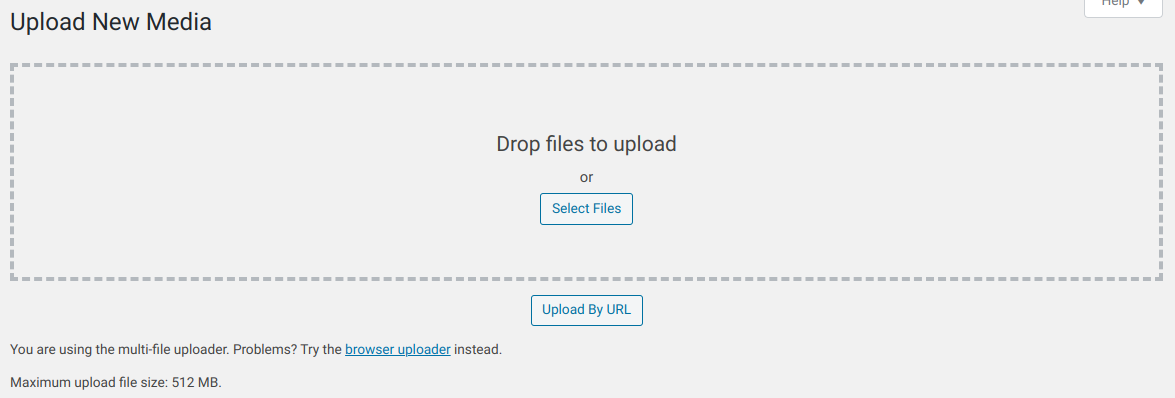 Upload New Media
Help
Drop files to upload
or
Select Files
Upload By URL
You are using the multi-file uploader. Problems? Try the browser uploader instead.
Maximum upload file size: 512 MB.